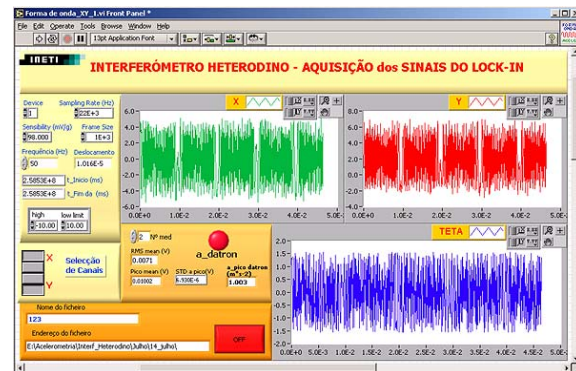 Forma de onda_XY_1.vi Front Panel *
File Edit Operate Tools Browse Window Help
13pt Application Font
INETI
INTERFERÓMETRO HETERODINO - AQUISIÇÃO dos SINAIS DO LOCK-IN
Device Sampling Rate (Hz)
1 22E+3
Sensibility (mV/g) Frame Size
98.000 1E+3
Frequência (Hz) Deslocamento
50 1.016E-5
2.5853E+8 t_Inicio (ms)
2.5853E+8 t_Fim da (ms)
high low limit
-10.00 10.00
X
Y
Selecção
de Canais
X
6.0
4.0
2.0
0.0
-2.0
-4.0
0.0E+0 1.0E-2 2.0E-2 3.0E-2 4.0E-2
Y
8.0
6.0
4.0
2.0
0.0
-2.0
-4.0
0.0E+0 1.0E-2 2.0E-2 3.0E-2 4.0E-2
2 Nº med
a_datron
RMS mean (V)
0.0071
Pico mean (V) STD a pico(V) a_pico datron (m*s-2)
0.01002 6.930E-6 1.003
TETA
2.0
1.5
1.0
0.5
0.0
-0.5
-1.0
-1.5
-2.0
0.0E+0 5.0E-3 1.0E-2 1.5E-2 2.0E-2 2.5E-2 3.0E-2 3.5E-2 4.0E-2 4.5E-2
Nome do ficheiro
123
Endereço do ficheiro
E:\Acelerometria\Interf_Heterodino\Julho\14_julho\
OFF